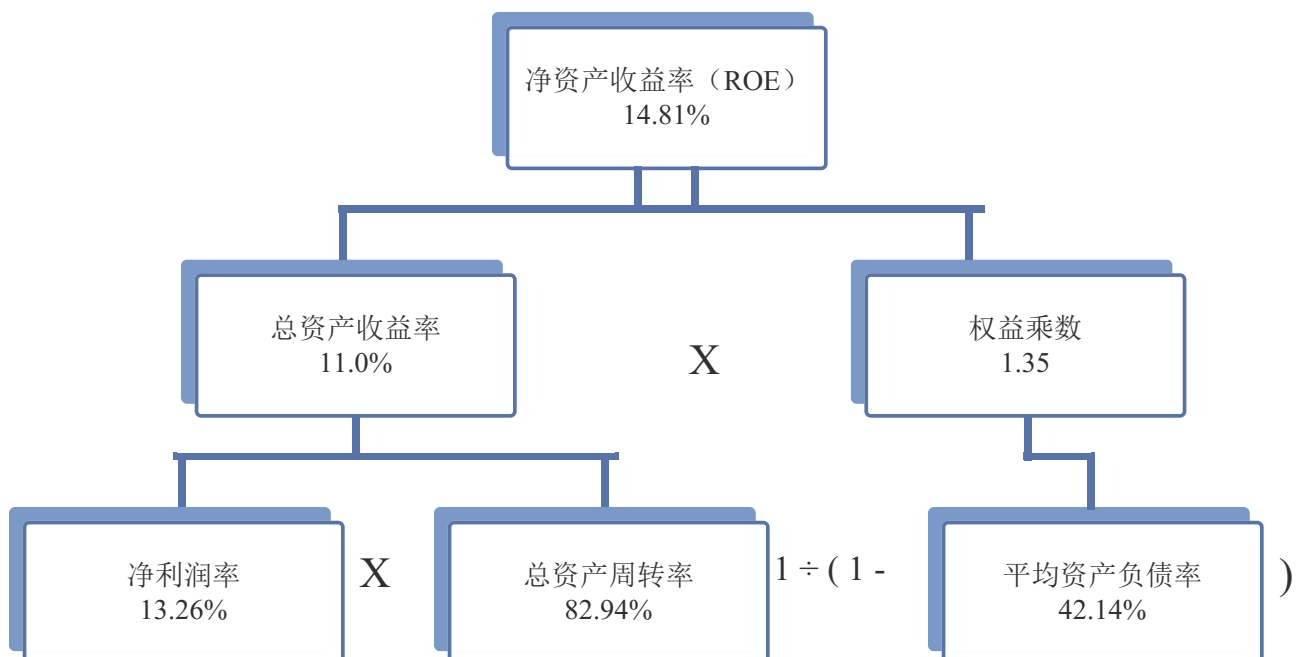 净资产收益率（ROE）
14.81%
总资产收益率
11.0%
X
权益乘数
1.35
净利润率
13.26%
X
总资产周转率
82.94%
1 ÷ ( 1 -
平均资产负债率
42.14%
)